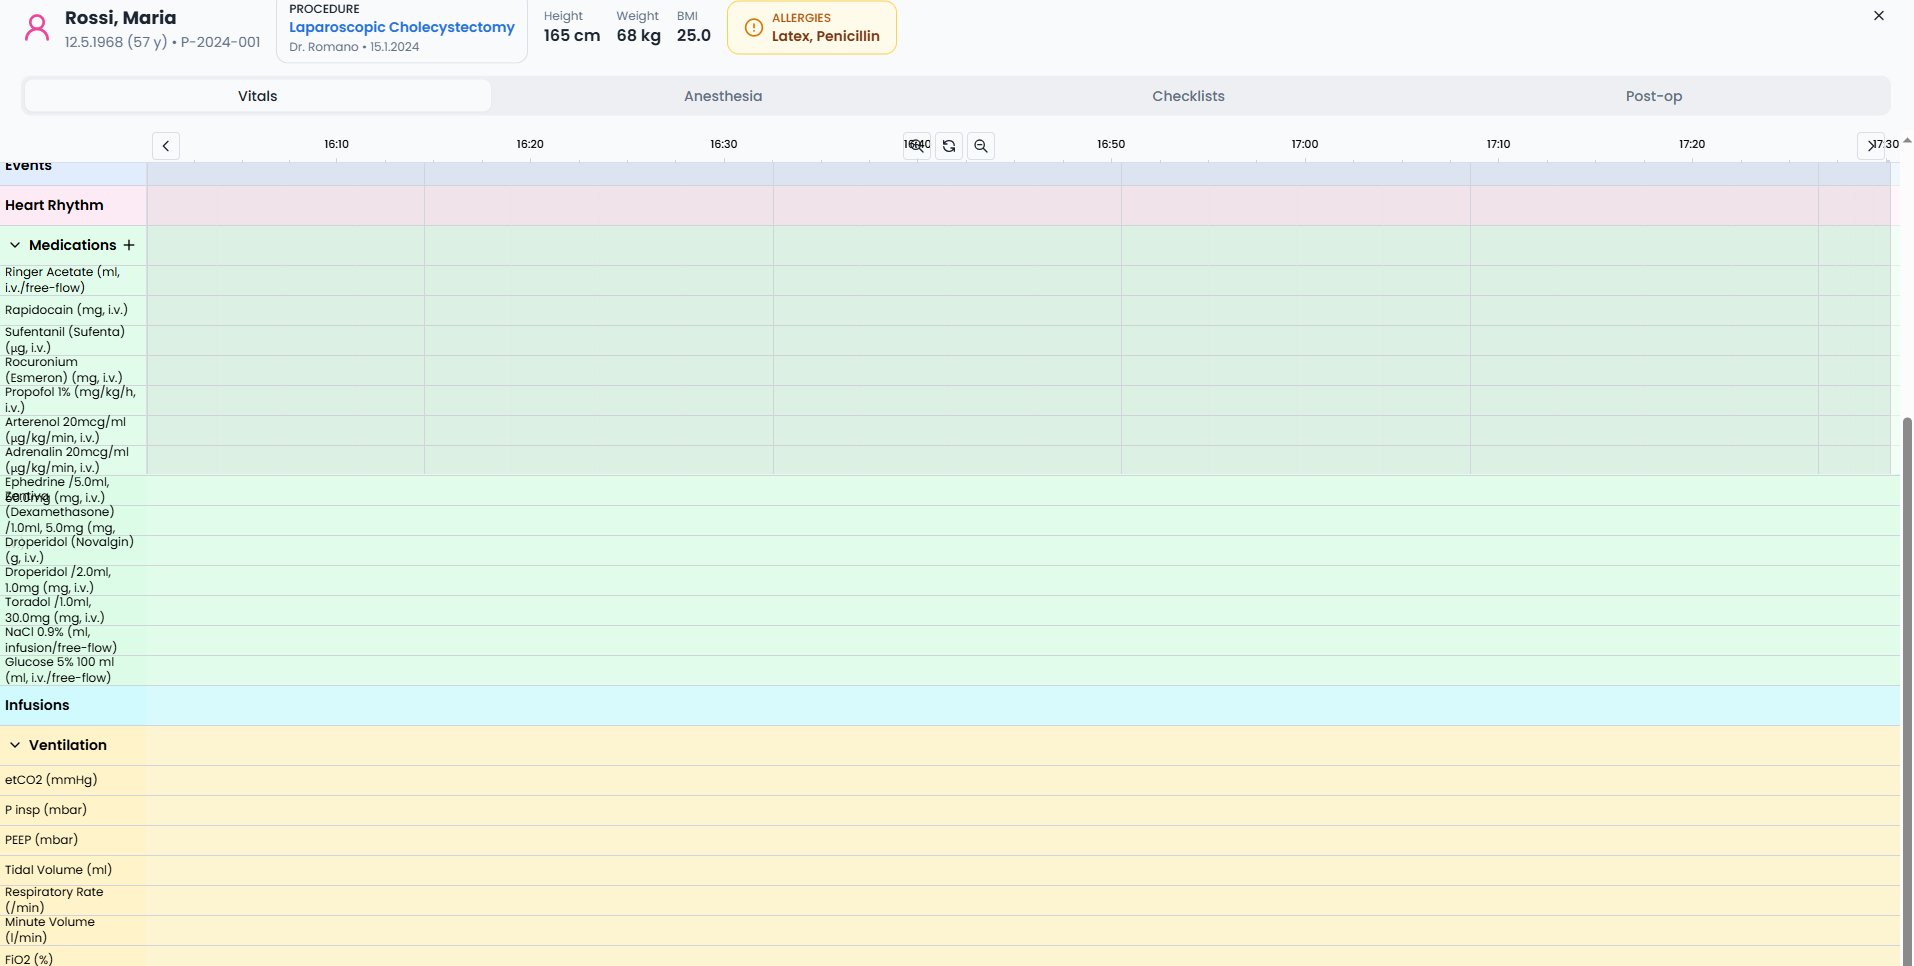 Rossi, Maria
12.5.1968 (57 y) • P-2024-001
PROCEDURE
Laparoscopic Cholecystectomy
Dr. Romano • 15.1.2024
Height
165 cm
Weight
68 kg
BMI
25.0
ALLERGIES
Latex, Penicillin
Vitals
Anesthesia
Checklists
Post-op
16:10
16:20
16:30
16:40
16:50
17:00
17:10
17:20
17:30
Events
Heart Rhythm
Medications
Ringer Acetate (ml,
i.v./free-flow)
Rapidocain (mg, i.v.)
Sufentanil (Sufenta)
(µg, i.v.)
Rocuronium
(Esmeron) (mg, i.v.)
Propofol 1% (mg/kg/h,
i.v.)
Arterenol 20mcg/ml
(µg/kg/min, i.v.)
Adrenalin 20mcg/ml
(µg/kg/min, i.v.)
Ephedrine /5.0ml,
(mg, i.v.)
(Dexamethasone)
/1.0ml, 5.0mg (mg,
Droperidol (Novalgin)
(g, i.v.)
Droperidol /2.0ml,
1.0mg (mg, i.v.)
Toradol /1.0ml,
30.0mg (mg, i.v.)
NaCl 0.9% (ml,
infusion/free-flow)
Glucose 5% 100 ml
(ml, i.v./free-flow)
Infusions
Ventilation
etCO2 (mmHg)
P insp (mbar)
PEEP (mbar)
Tidal Volume (ml)
Respiratory Rate
(/min)
Minute Volume
(l/min)
FiO2 (%)